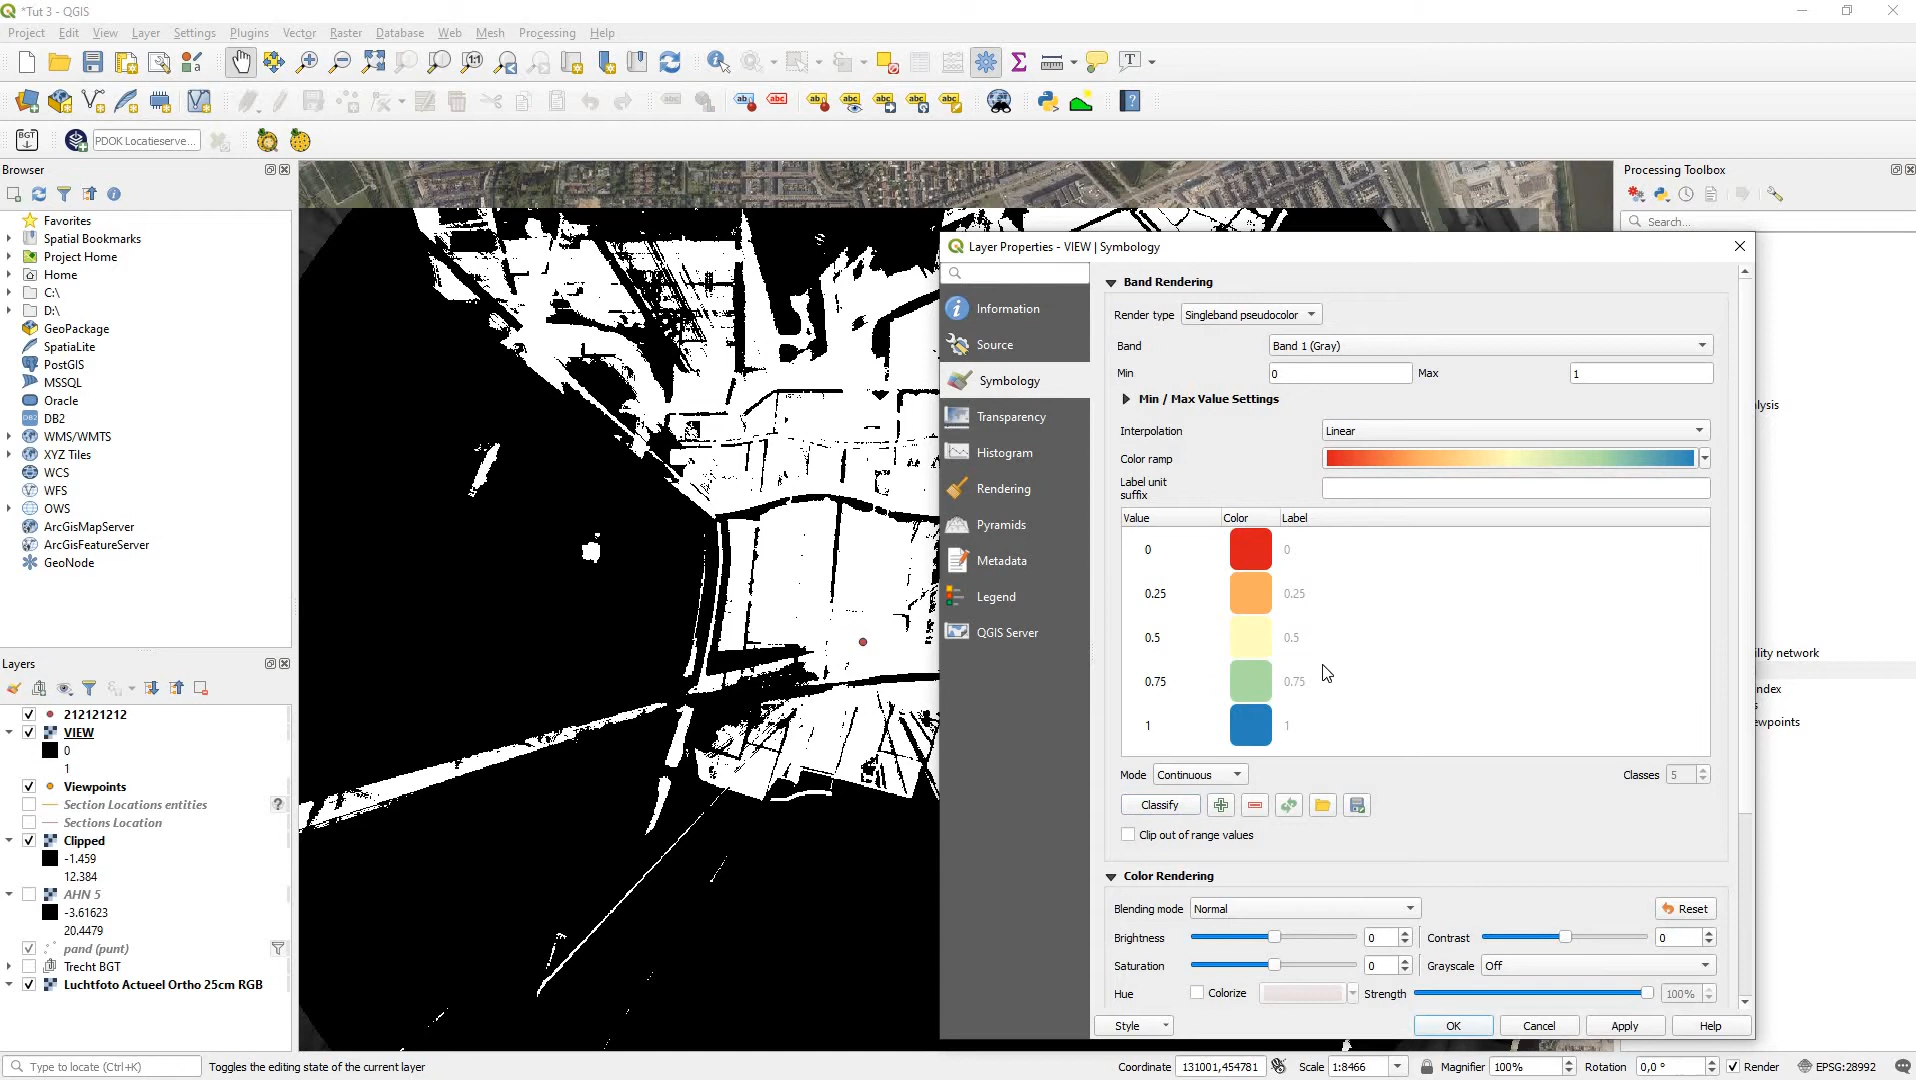 *Tut 3 - QGIS
Project Edit View Layer Settings Plugins Vector Raster Database Web Mesh Processing Help
BGT
PDOK Locatieserve...
Browser
Favorites
Spatial Bookmarks
Project Home
Home
C:\
D:\
GeoPackage
SpatiaLite
PostGIS
MSSQL
Oracle
DB2
WMS/WMTS
XYZ Tiles
WCS
WFS
OWS
ArcGisMapServer
ArcGisFeatureServer
GeoNode
Layers
212121212
VIEW
0
1
Viewpoints
Section Locations entities
Sections Location
Clipped
-1.459
12.384
AHN 5
-3.61623
20.4479
pand (punt)
Trecht BGT
Luchtfoto Actueel Ortho 25cm RGB
Layer Properties - VIEW | Symbology
Information
Source
Symbology
Transparency
Histogram
Rendering
Pyramids
Metadata
Legend
QGIS Server
Band Rendering
Render type Singleband pseudocolor
Band Band 1 (Gray)
Min 0 Max 1
Min / Max Value Settings
Interpolation Linear
Color ramp
Label unit
suffix
Value Color Label
0 0
0.25 0.25
0.5 0.5
0.75 0.75
1 1
Mode Continuous Classes 5
Classify
Clip out of range values
Color Rendering
Blending mode Normal Reset
Brightness 0 Contrast 0
Saturation 0 Grayscale Off
Hue Colorize Strength 100%
Style OK Cancel Apply Help
Processing Toolbox
Search...
alysis
ility network
ndex
s
wpoints
Type to locate (Ctrl+K) Toggles the editing state of the current layer Coordinate 131001,454781 Scale 1:8466 Magnifier 100% Rotation 0,0 ° Render EPSG:28992